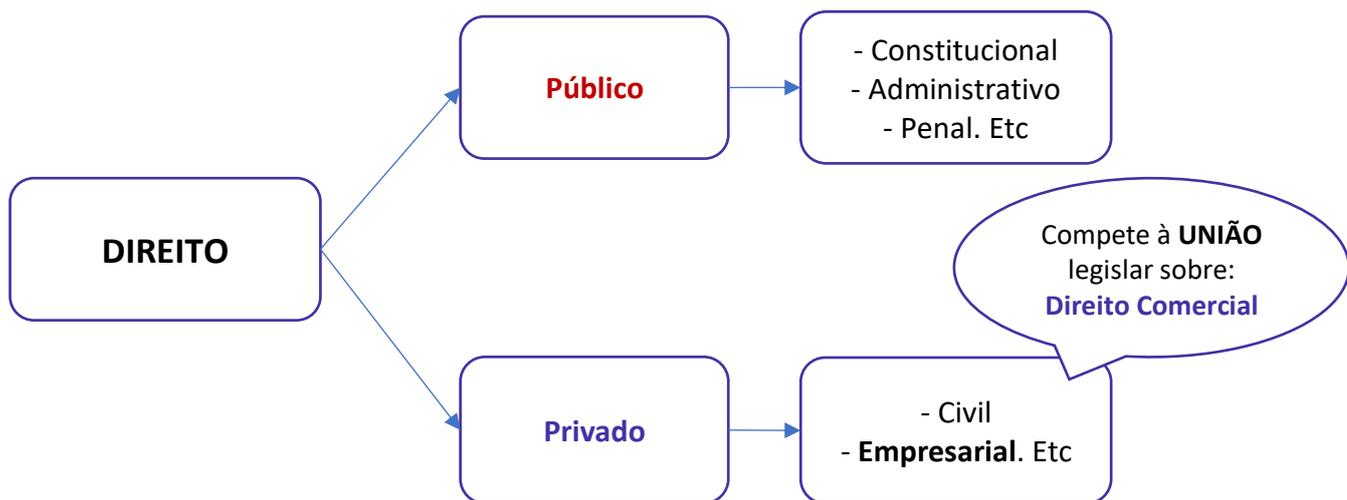 DIREITO
Público
- Constitucional
- Administrativo
- Penal. Etc
Compete à UNIÃO
legislar sobre:
Direito Comercial
Privado
- Civil
- Empresarial. Etc